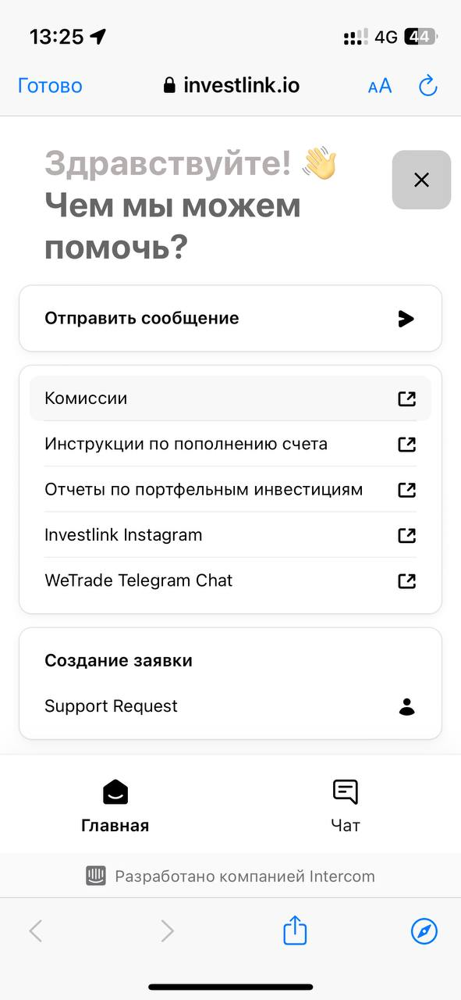 13:25
4G 44
Готово
investlink.io
AA
Здравствуйте! 👋
Чем мы можем
помочь?
Отправить сообщение
Комиссии
Инструкции по пополнению счета
Отчеты по портфельным инвестициям
Investlink Instagram
WeTrade Telegram Chat
Создание заявки
Support Request
Главная
Чат
Разработано компанией Intercom